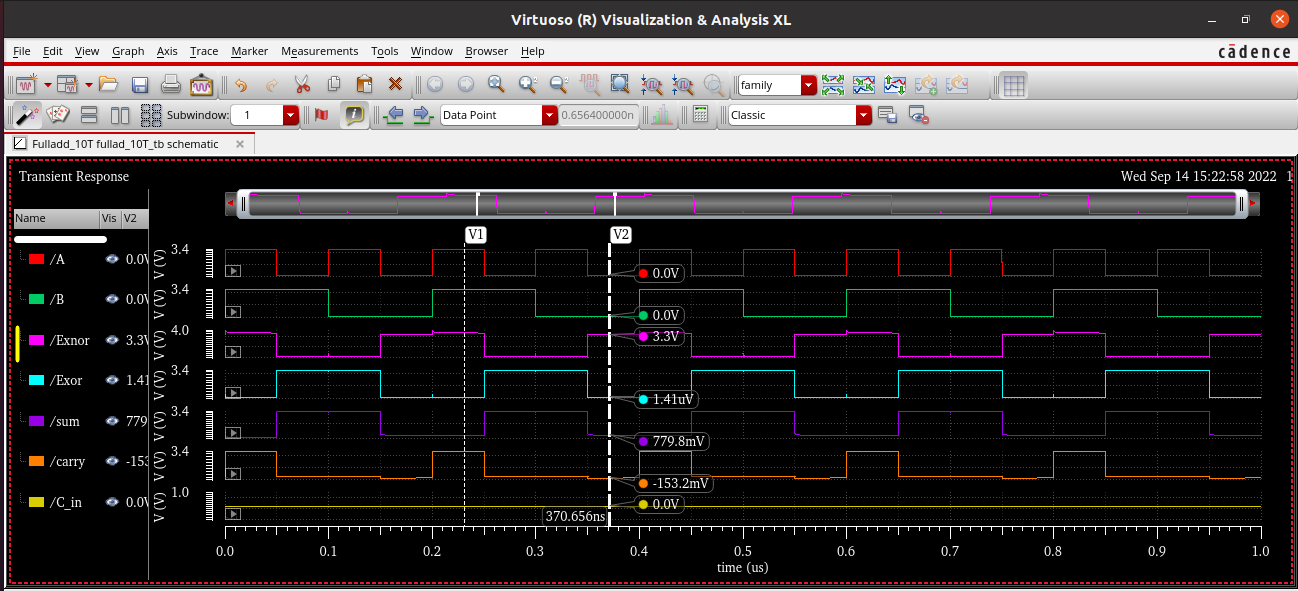 Virtuoso (R) Visualization & Analysis XL
File Edit View Graph Axis Trace Marker Measurements Tools Window Browser Help
cādence
family
Subwindow: 1 Data Point 0.656400000n Classic
Fulladd_10T fullad_10T_tb schematic
Transient Response
Wed Sep 14 15:22:58 2022 1
Name Vis V2
V1 V2
/A 0.0V V (V) 3.4 0.0V
/B 0.0V V (V) 3.4 0.0V
/Exnor 3.3V V (V) 4.0 3.3V
/Exor 1.41 V (V) 3.4 1.41uV
/sum 779 V (V) 3.4 779.8mV
/carry -153 V (V) 3.4 -153.2mV
/C_in 0.0V V (V) 1.0 0.0V
370.656ns
0.0 0.1 0.2 0.3 0.4 0.5 0.6 0.7 0.8 0.9 1.0
time (us)